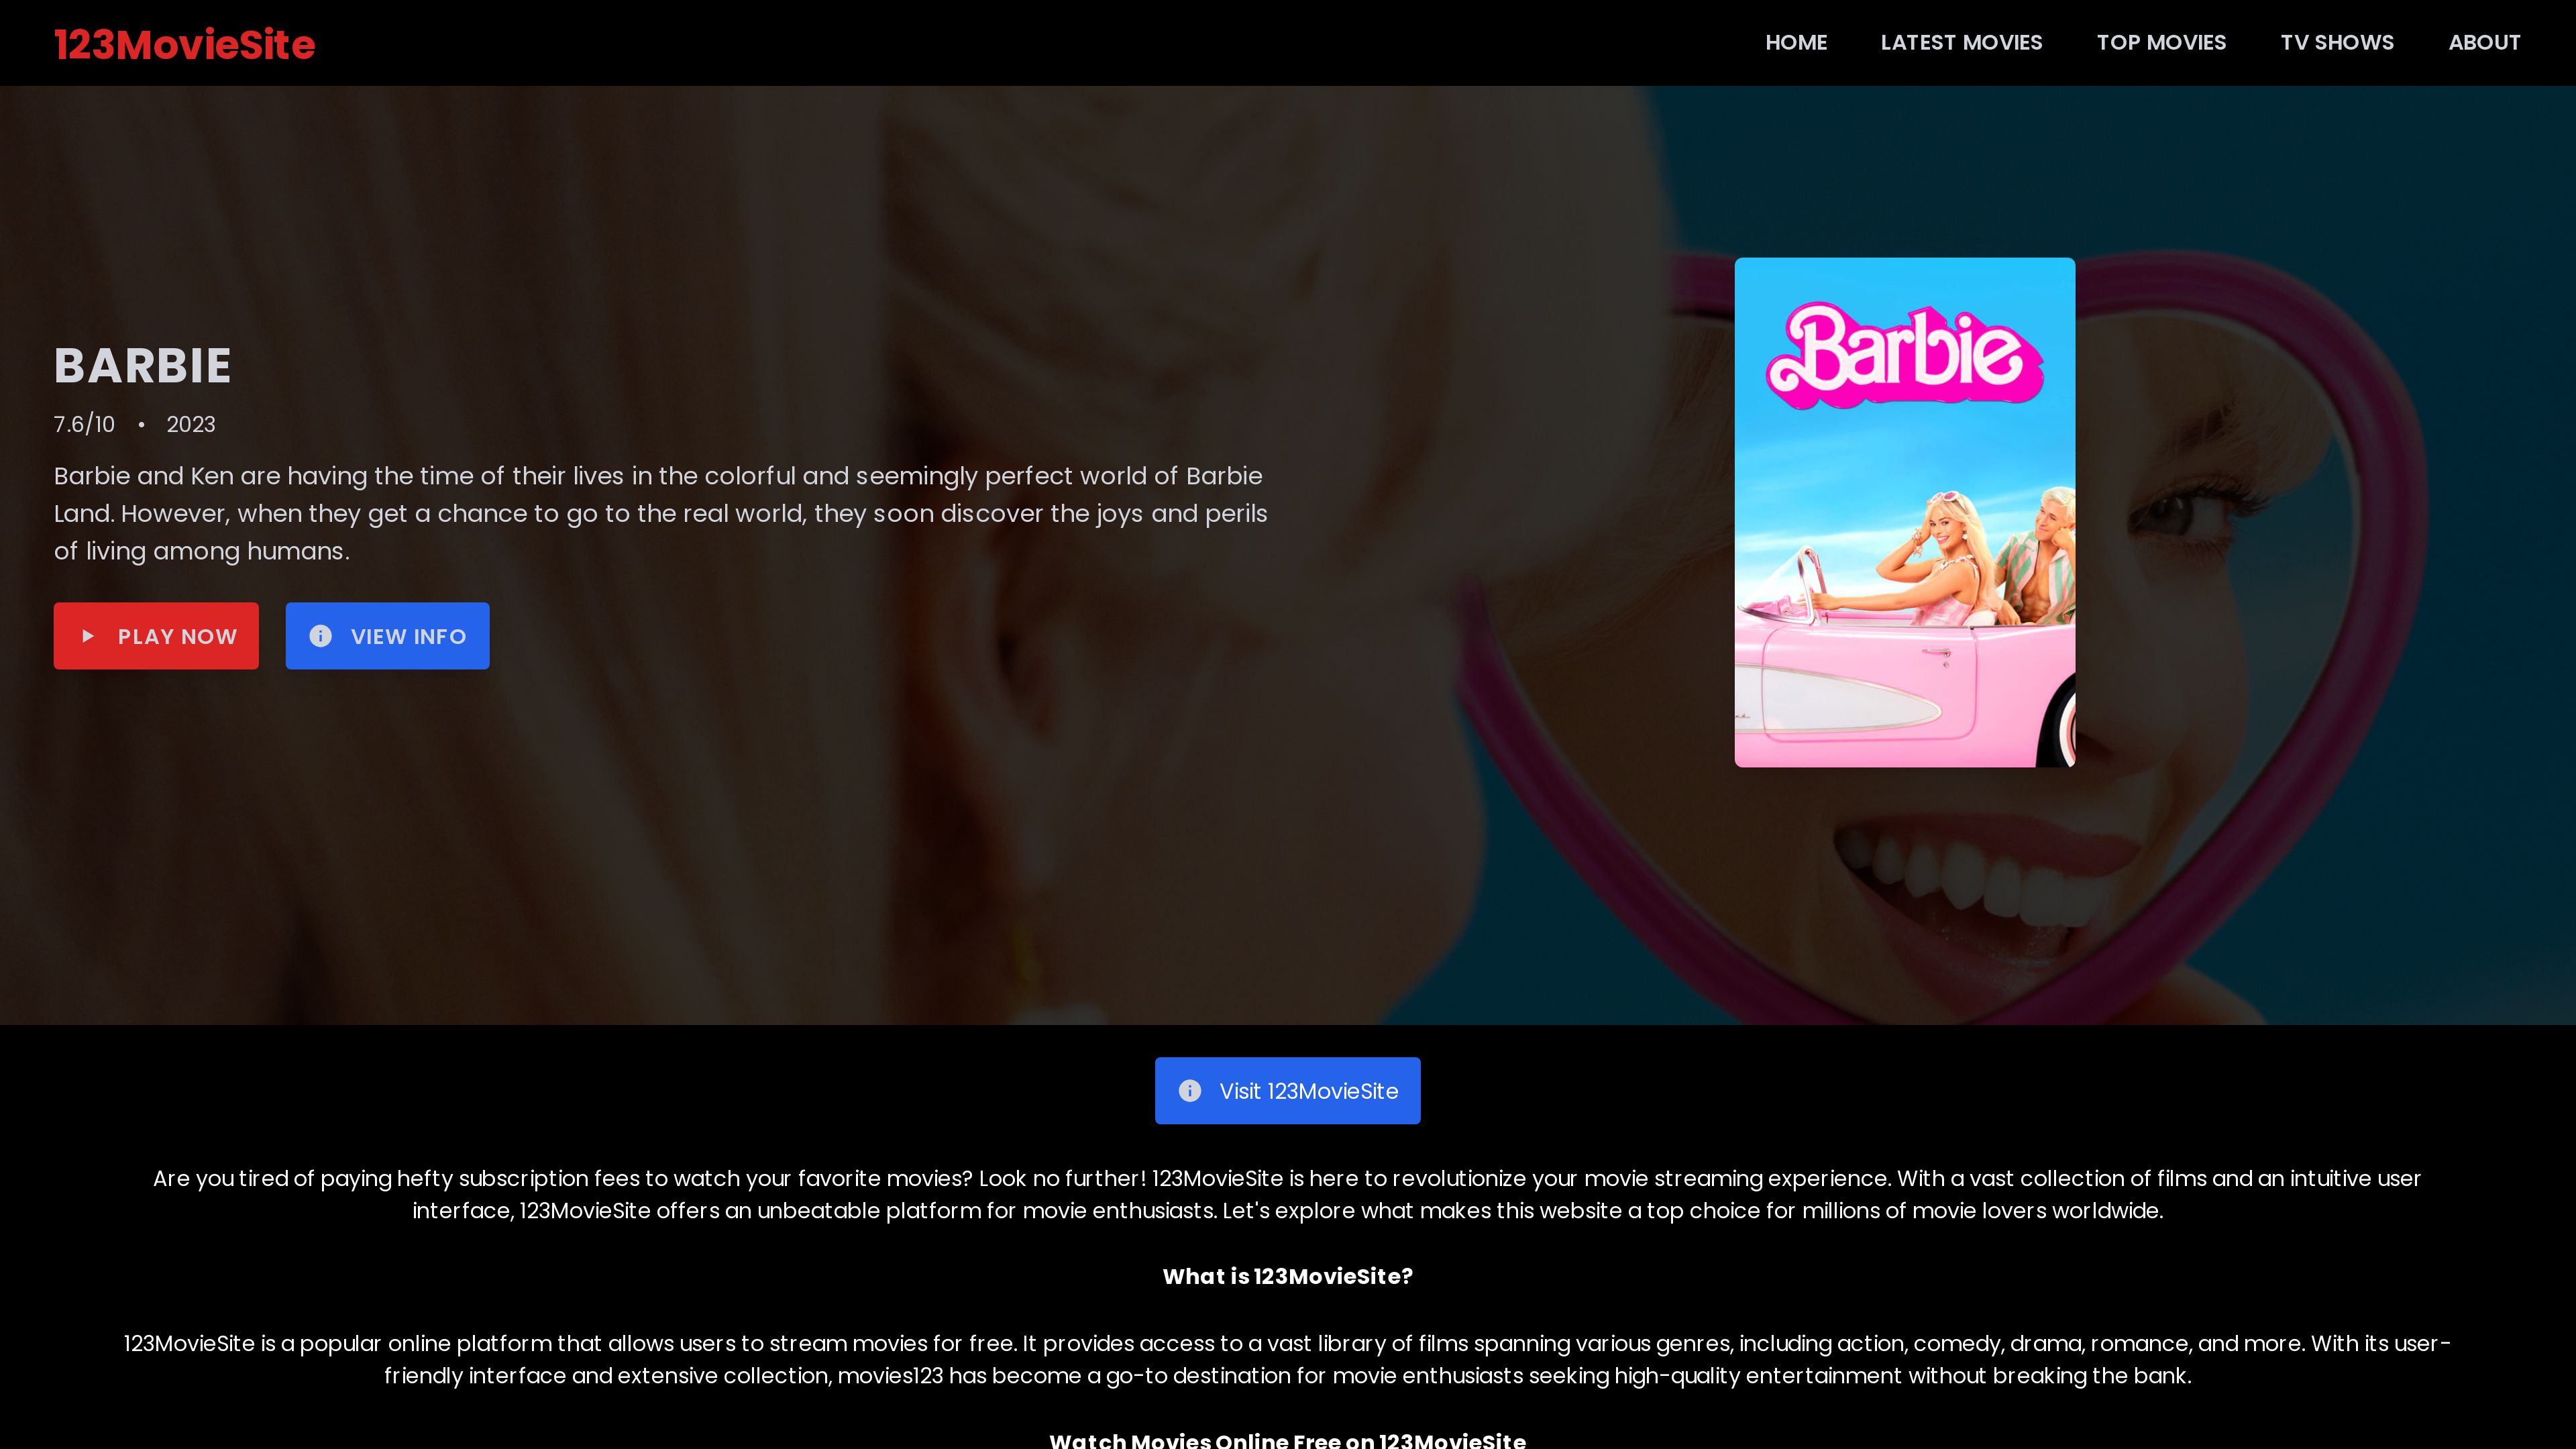 123MovieSite
HOME
LATEST MOVIES
TOP MOVIES
TV SHOWS
ABOUT
BARBIE
7.6/10 • 2023
Barbie and Ken are having the time of their lives in the colorful and seemingly perfect world of Barbie
Land. However, when they get a chance to go to the real world, they soon discover the joys and perils
of living among humans.
PLAY NOW
VIEW INFO
Barbie
Visit 123MovieSite
Are you tired of paying hefty subscription fees to watch your favorite movies? Look no further! 123MovieSite is here to revolutionize your movie streaming experience. With a vast collection of films and an intuitive user
interface, 123MovieSite offers an unbeatable platform for movie enthusiasts. Let's explore what makes this website a top choice for millions of movie lovers worldwide.
What is 123MovieSite?
123MovieSite is a popular online platform that allows users to stream movies for free. It provides access to a vast library of films spanning various genres, including action, comedy, drama, romance, and more. With its user-
friendly interface and extensive collection, movies123 has become a go-to destination for movie enthusiasts seeking high-quality entertainment without breaking the bank.
Watch Movies Online Free on 123MovieSite